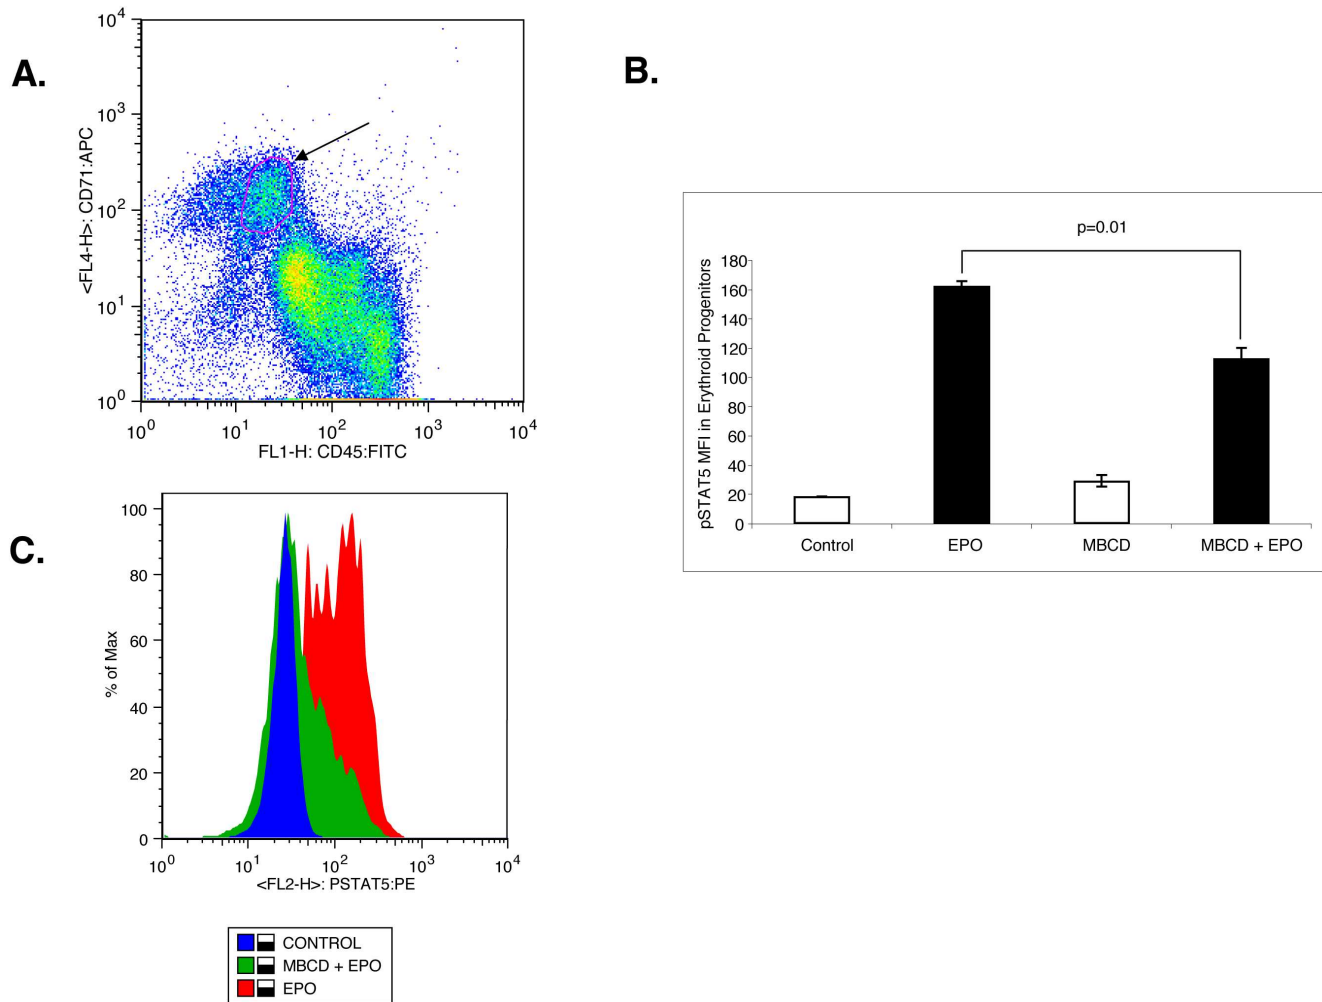 A.
10^4
10^3
10^2
10^1
10^0
<FL4-H>: CD71:APC
10^0 10^1 10^2 10^3 10^4
FL1-H: CD45:FITC
B.
p=0.01
pSTAT5 MFI in Erythroid Progenitors
180
160
140
120
100
80
60
40
20
0
Control EPO MBCD MBCD + EPO
C.
100
80
60
40
20
0
% of Max
10^0 10^1 10^2 10^3 10^4
<FL2-H>: PSTAT5:PE
CONTROL
MBCD + EPO
EPO